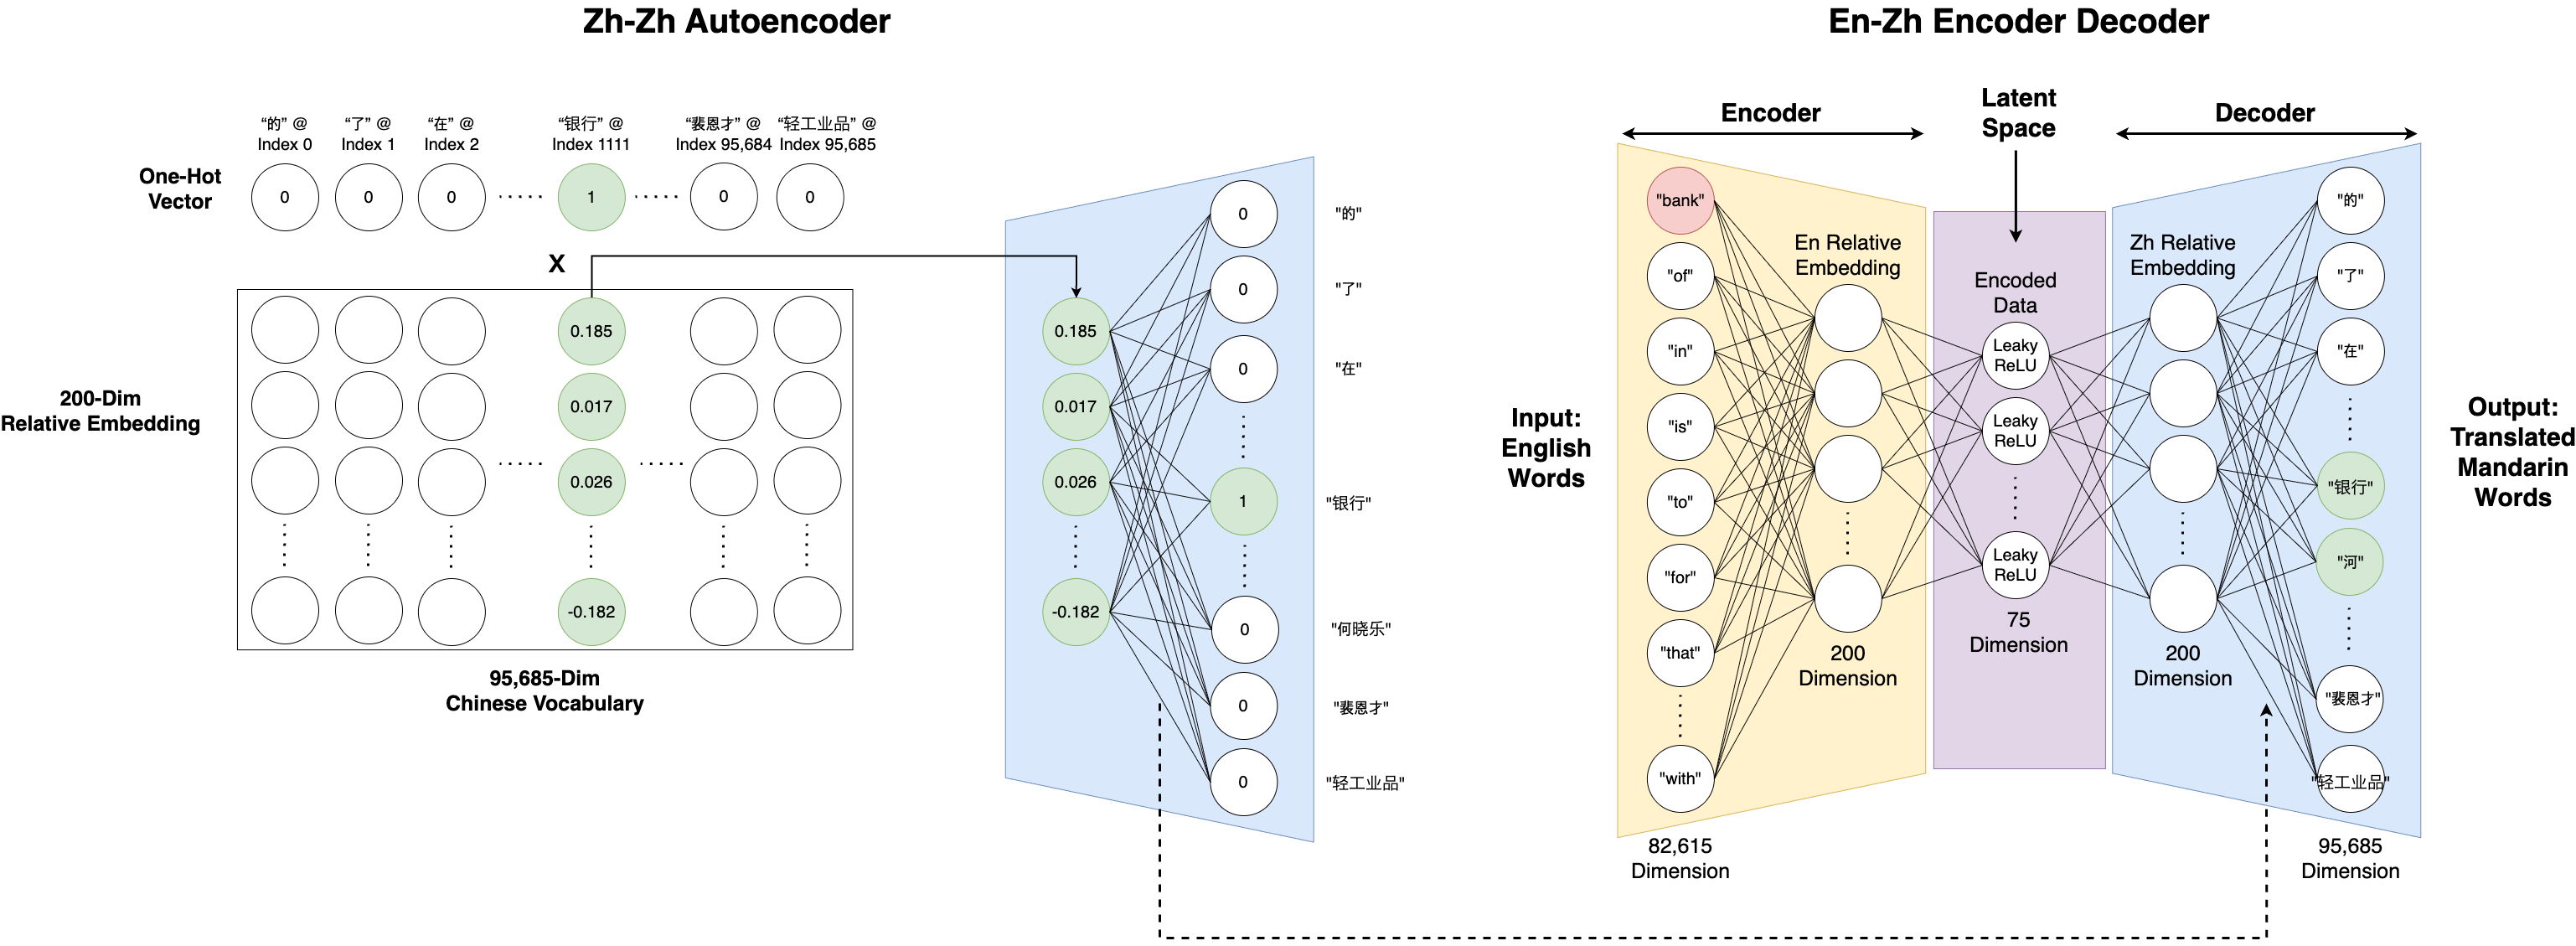 Zh-Zh Autoencoder
“的” @
Index 0
“了” @
Index 1
“在” @
Index 2
“银行” @
Index 1111
“裴恩才” @
Index 95,684
“轻工业品” @
Index 95,685
One-Hot
Vector
0
0
0
1
0
0
X
200-Dim
Relative Embedding
0.185
0.017
0.026
-0.182
95,685-Dim
Chinese Vocabulary
0.185
0.017
0.026
-0.182
0
"的"
0
"了"
0
"在"
1
"银行"
0
"何晓乐"
0
"裴恩才"
0
"轻工业品"
En-Zh Encoder Decoder
Encoder
Latent
Space
Decoder
Input:
English
Words
"bank"
"of"
"in"
"is"
"to"
"for"
"that"
"with"
82,615
Dimension
En Relative
Embedding
200
Dimension
Encoded
Data
Leaky
ReLU
Leaky
ReLU
Leaky
ReLU
75
Dimension
Zh Relative
Embedding
200
Dimension
"的"
"了"
"在"
"银行"
"河"
"裴恩才"
"轻工业品"
95,685
Dimension
Output:
Translated
Mandarin
Words